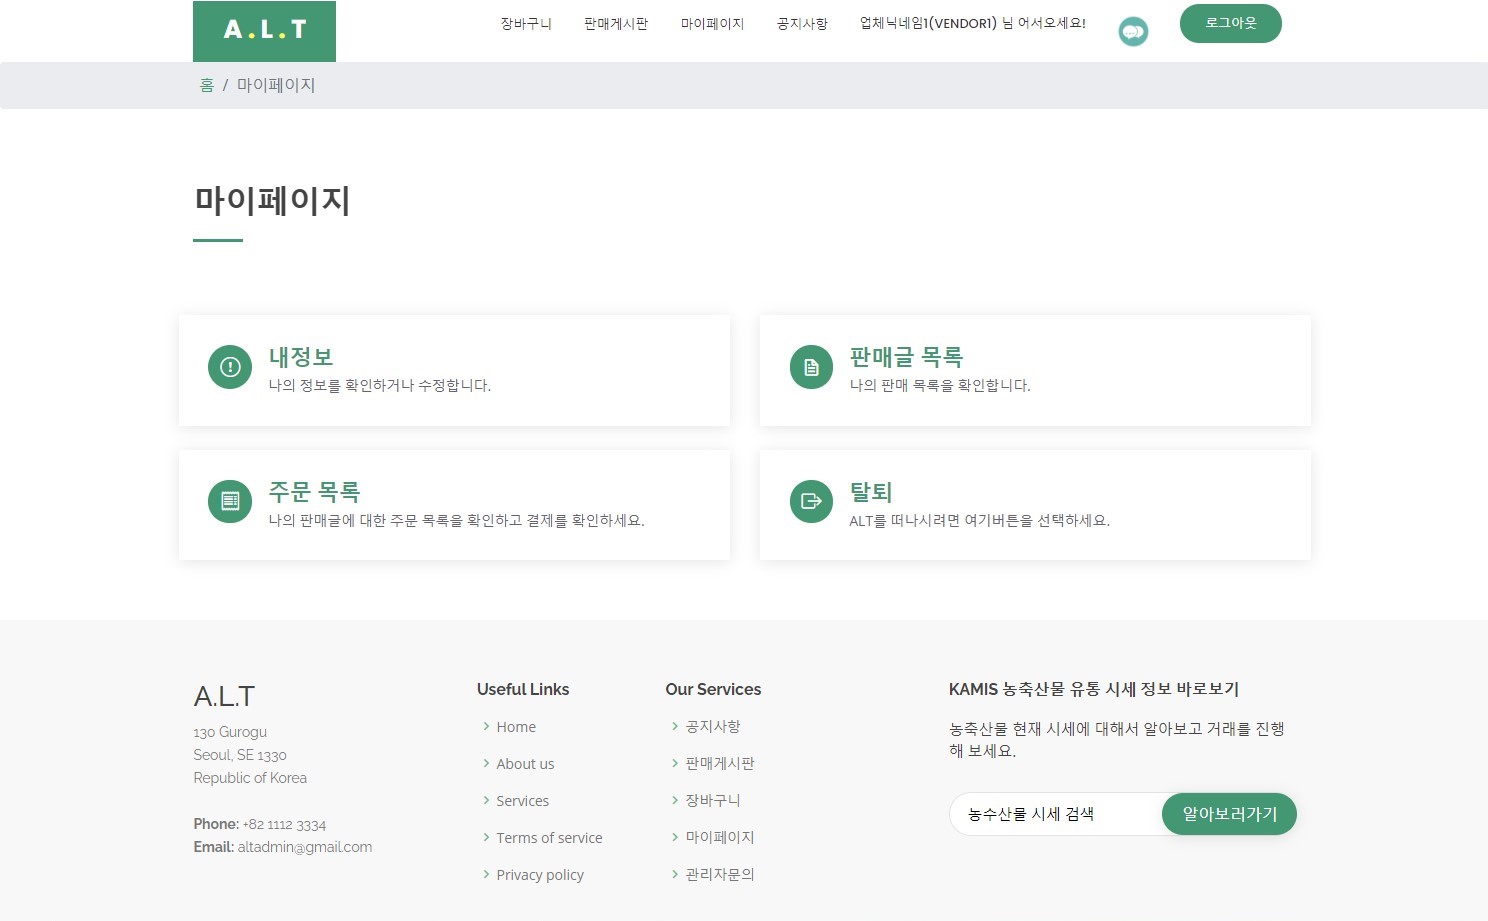 A.L.T
장바구니
판매게시판
마이페이지
공지사항
업체닉네임1(VENDOR1) 님 어서오세요!
로그아웃
홈 / 마이페이지
마이페이지
내정보
나의 정보를 확인하거나 수정합니다.
판매글 목록
나의 판매 목록을 확인합니다.
주문 목록
나의 판매글에 대한 주문 목록을 확인하고 결제를 확인하세요.
탈퇴
ALT를 떠나시려면 여기버튼을 선택하세요.
A.L.T
130 Gurogu
Seoul, SE 1330
Republic of Korea
Phone: +82 1112 3334
Email: altadmin@gmail.com
Useful Links
Home
About us
Services
Terms of service
Privacy policy
Our Services
공지사항
판매게시판
장바구니
마이페이지
관리자문의
KAMIS 농축산물 유통 시세 정보 바로보기
농축산물 현재 시세에 대해서 알아보고 거래를 진행
해 보세요.
농수산물 시세 검색
알아보러가기